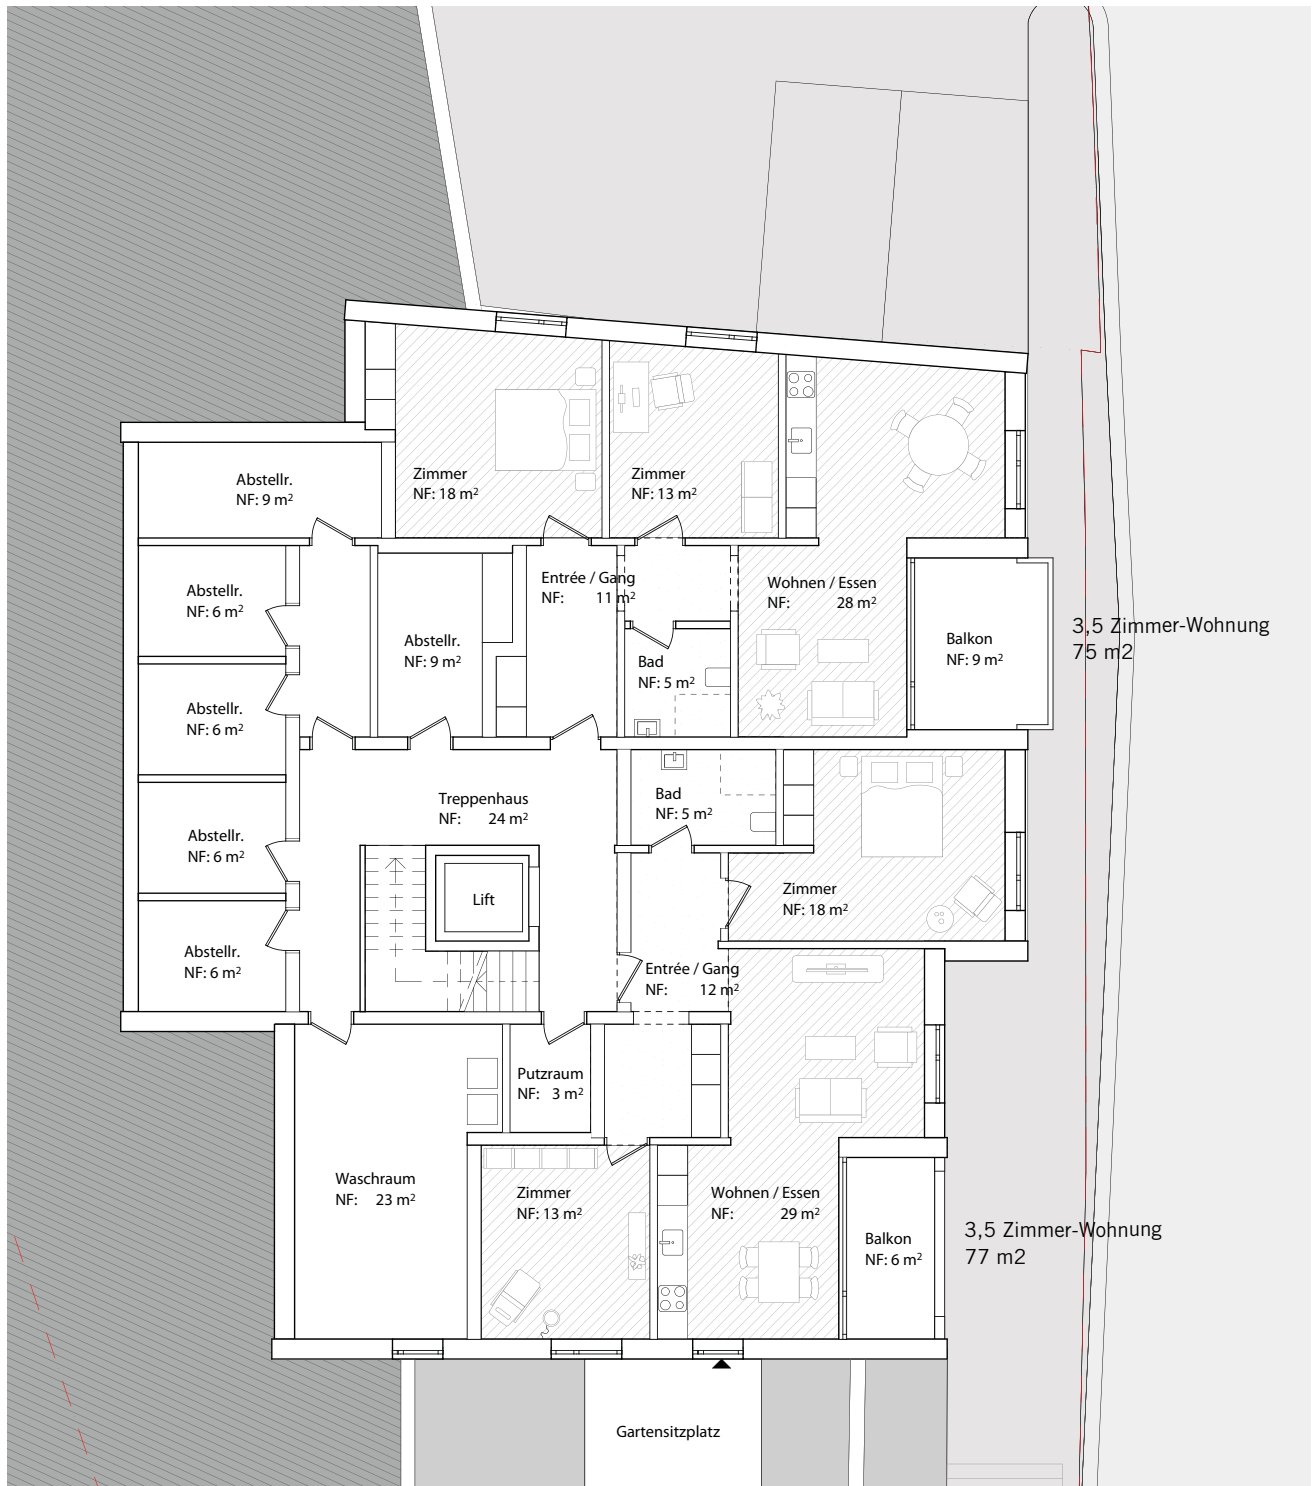 Zimmer
NF: 18 m²
Zimmer
NF: 13 m²
Abstellr.
NF: 9 m²
Abstellr.
NF: 6 m²
Entrée / Gang
NF: 11 m²
Wohnen / Essen
NF: 28 m²
Abstellr.
NF: 9 m²
Bad
NF: 5 m²
Balkon
NF: 9 m²
3,5 Zimmer-Wohnung
75 m2
Abstellr.
NF: 6 m²
Treppenhaus
NF: 24 m²
Bad
NF: 5 m²
Abstellr.
NF: 6 m²
Lift
Zimmer
NF: 18 m²
Abstellr.
NF: 6 m²
Entrée / Gang
NF: 12 m²
Putzraum
NF: 3 m²
Waschraum
NF: 23 m²
Zimmer
NF: 13 m²
Wohnen / Essen
NF: 29 m²
Balkon
NF: 6 m²
3,5 Zimmer-Wohnung
77 m2
Gartensitzplatz